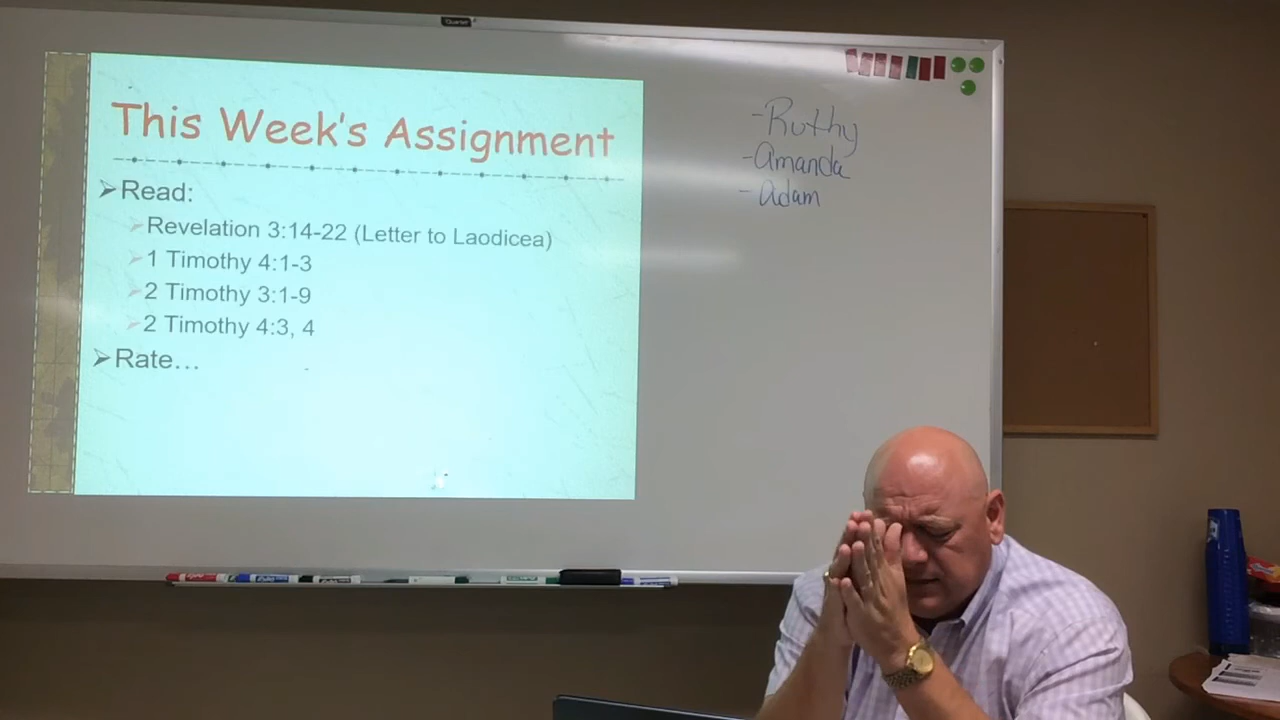 Quartet
This Week's Assignment
Read:
Revelation 3:14-22 (Letter to Laodicea)
1 Timothy 4:1-3
2 Timothy 3:1-9
2 Timothy 4:3, 4
Rate…
-Ruthy
-Amanda
-Adam